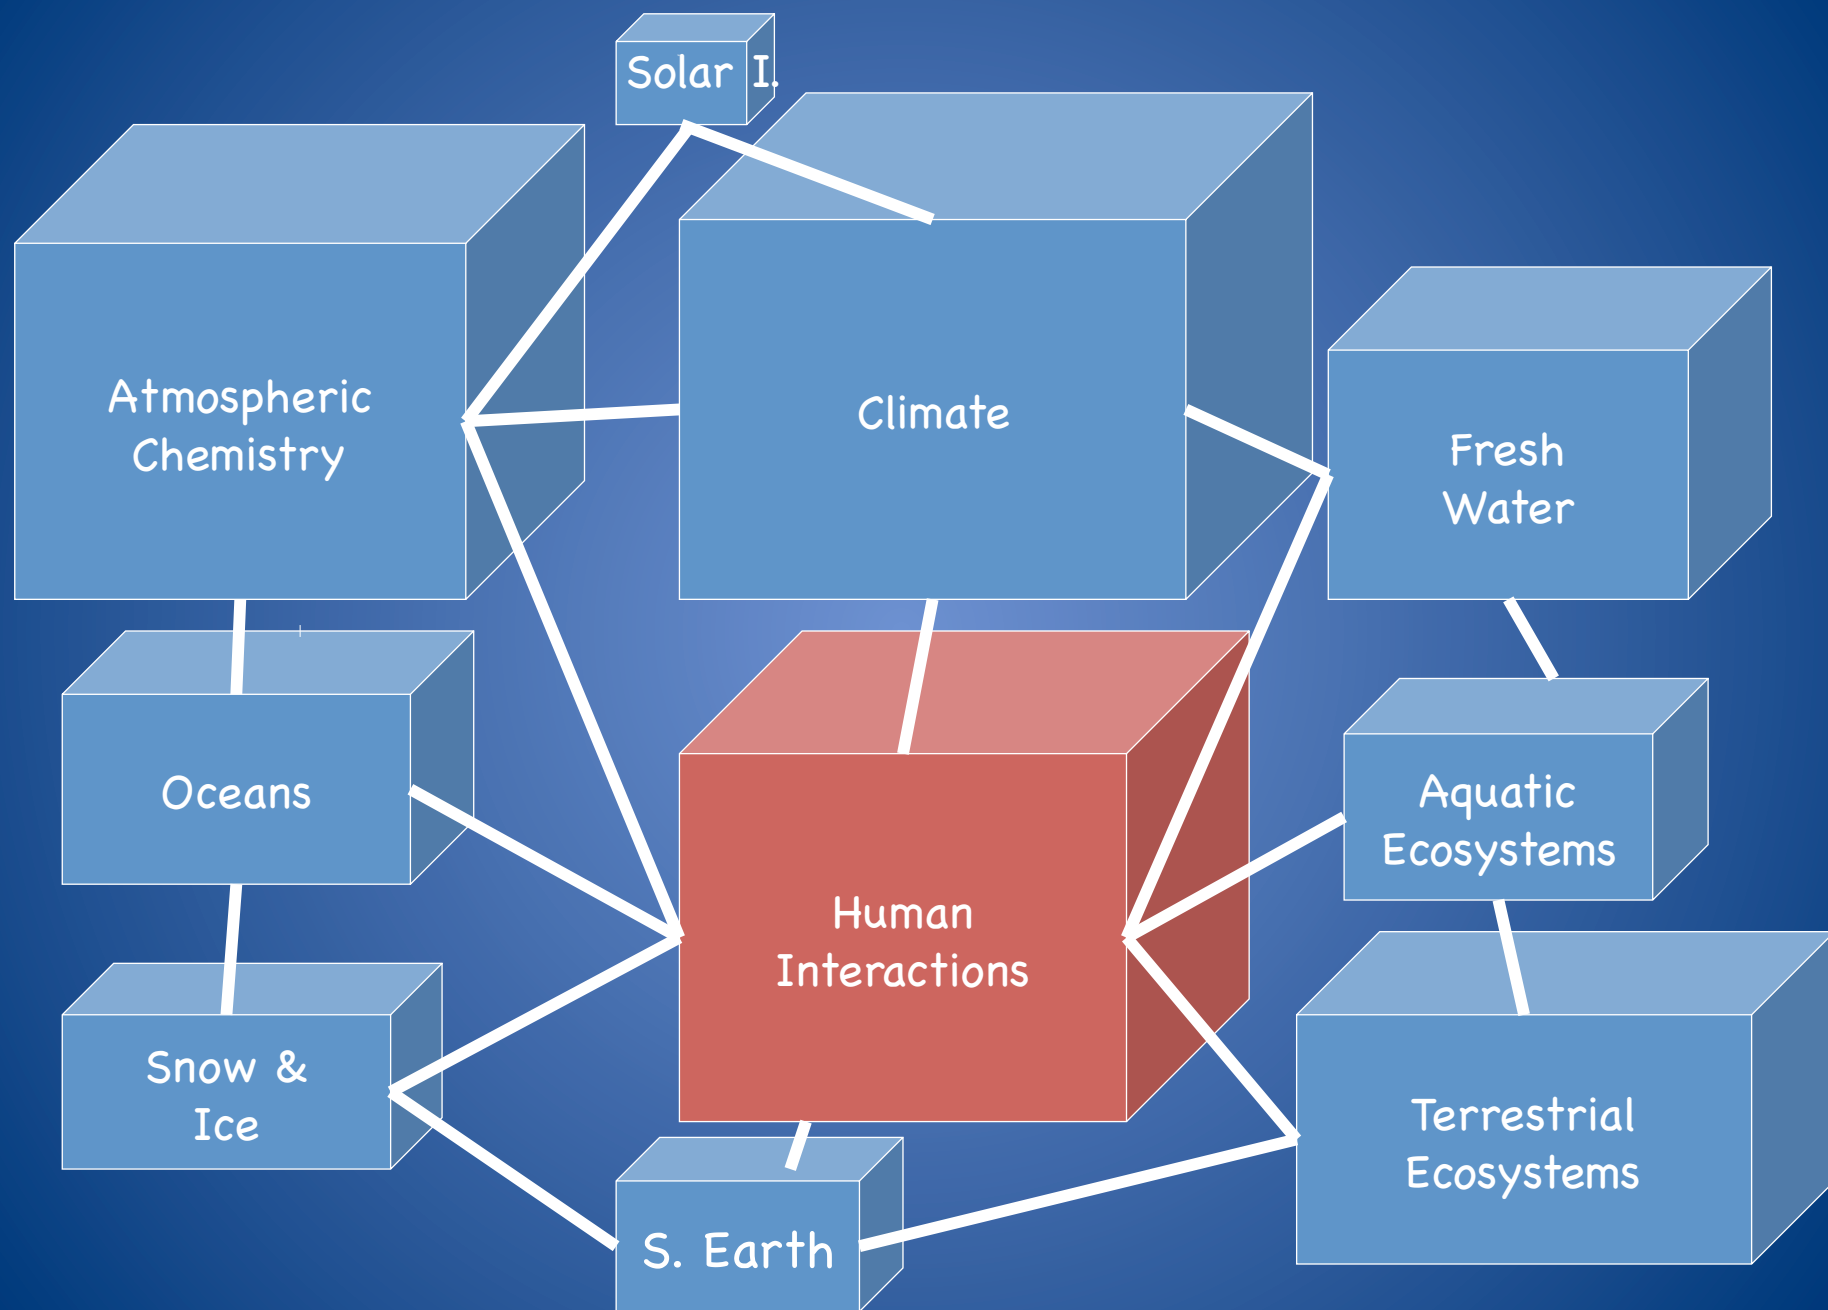 Solar I.
Atmospheric
Chemistry
Climate
Fresh
Water
Oceans
Aquatic
Ecosystems
Human
Interactions
Snow &
Ice
Terrestrial
Ecosystems
S. Earth